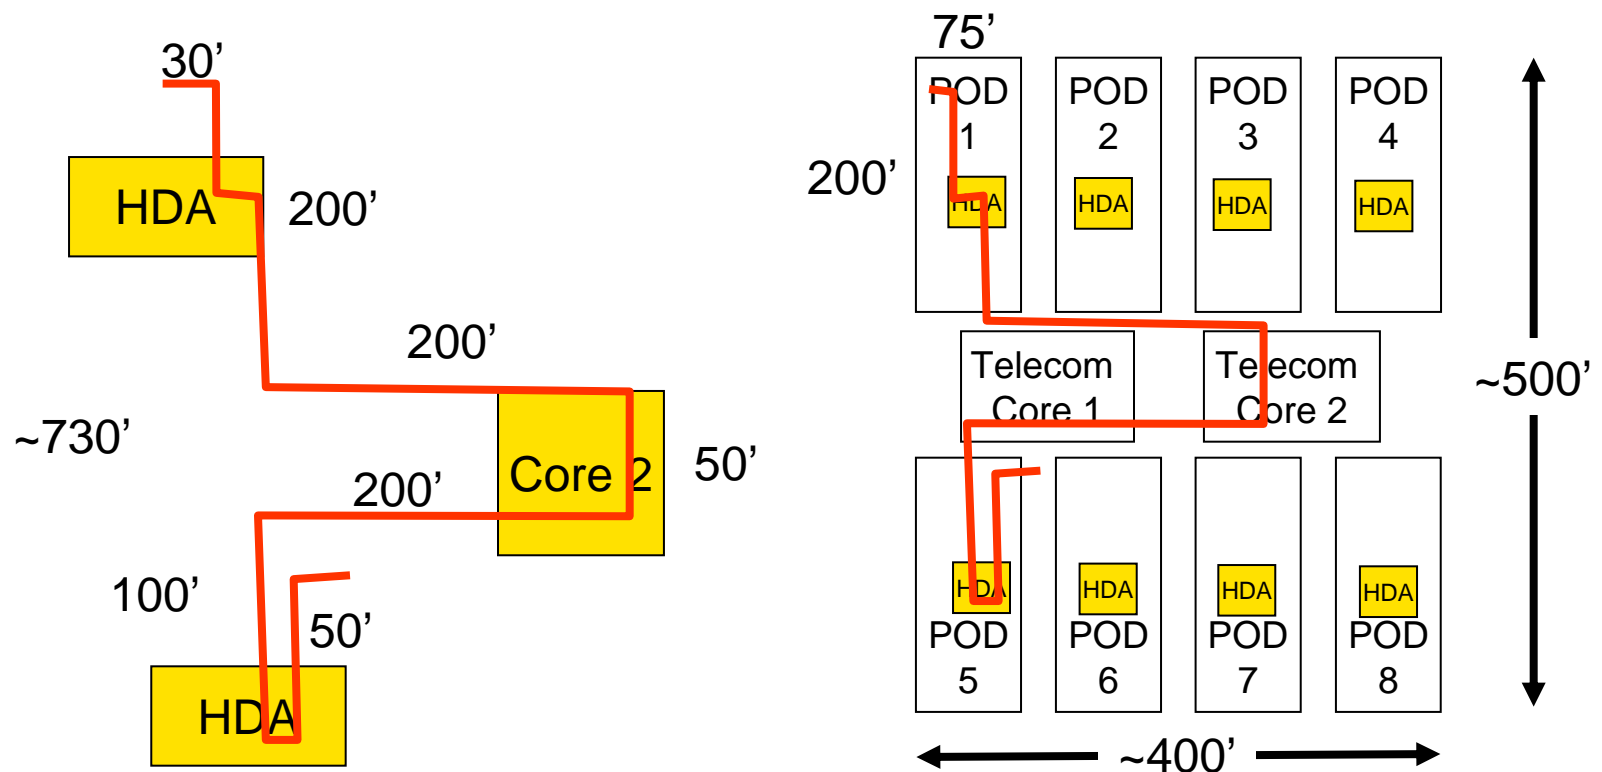 30’
HDA
200’
200’
~730’
Core 2
50’
200’
100’
50’
HDA
75’
POD
1
POD
2
POD
3
POD
4
200’
HDA
HDA
HDA
HDA
Telecom
Core 1
Telecom
Core 2
~500’
HDA
HDA
HDA
HDA
POD
5
POD
6
POD
7
POD
8
~400’